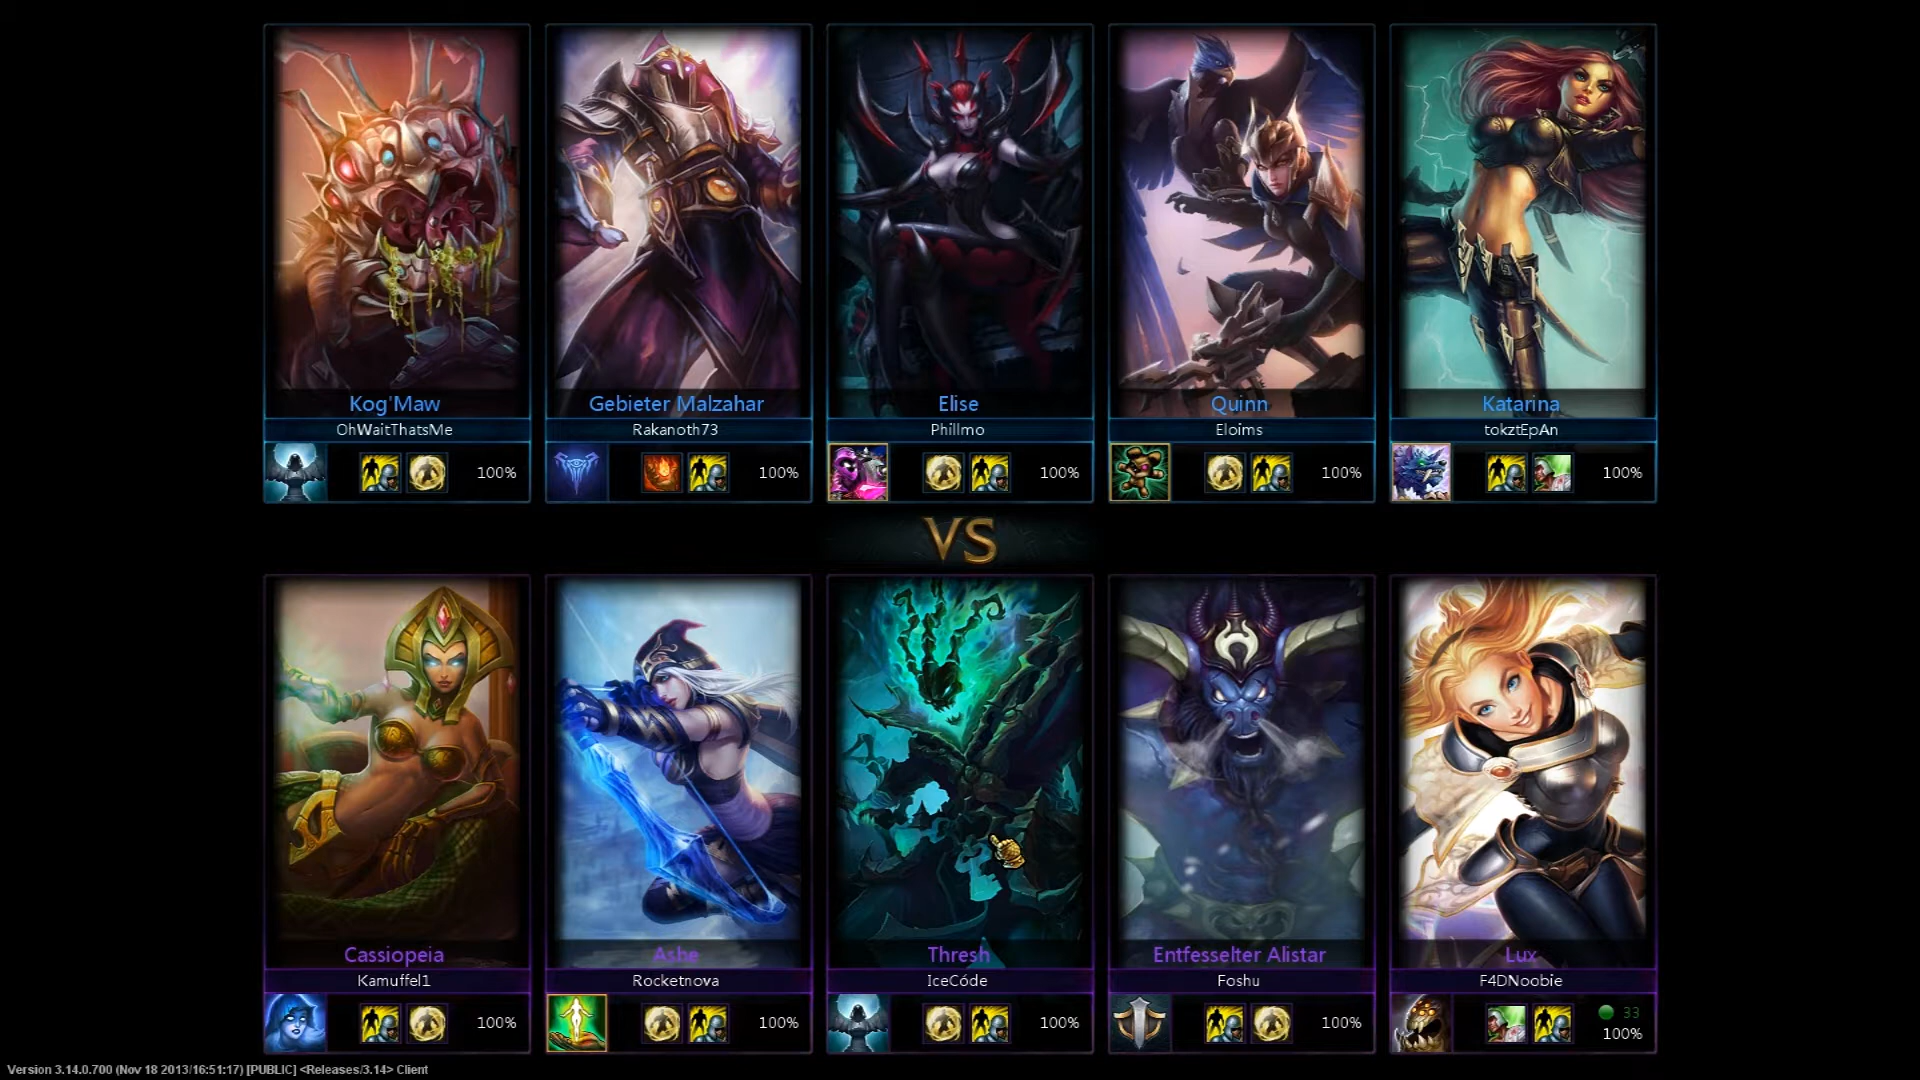 Kog'Maw
OhWaitThatsMe
100%
Gebieter Malzahar
Rakanoth73
100%
Elise
Phillmo
100%
Quinn
Eloims
100%
Katarina
tokztEpAn
100%
VS
Cassiopeia
Kamuffel1
100%
Ashe
Rocketnova
100%
Thresh
IceCóde
100%
Entfesselter Alistar
Foshu
100%
Lux
F4DNoobie
33
100%
Version 3.14.0.700 (Nov 18 2013/16:51:17) [PUBLIC] <Releases/3.14> Client